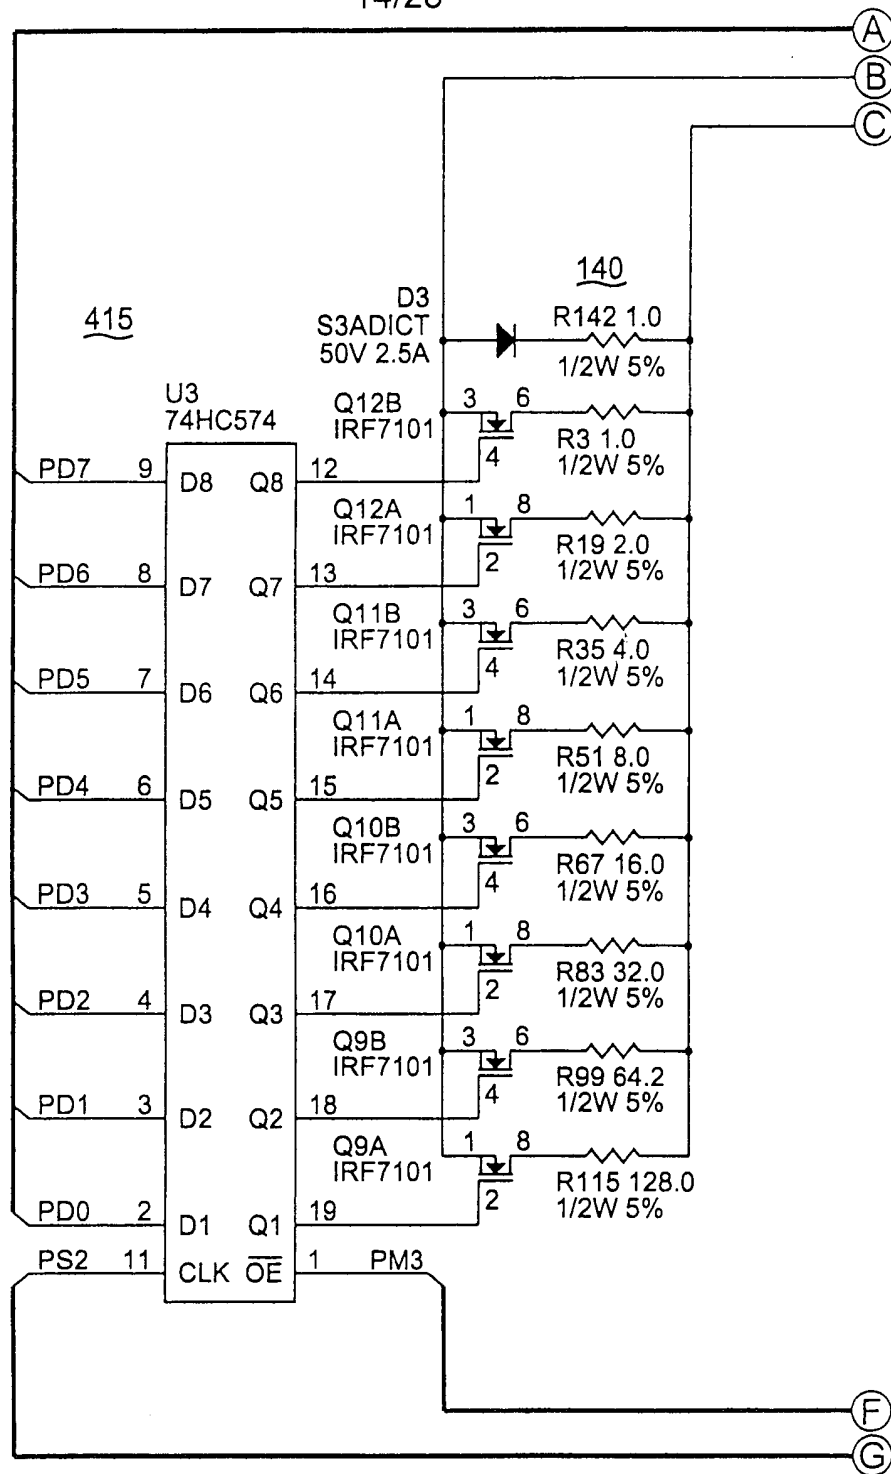 14/28
A
B
C
140
415
D3
S3ADICT
50V 2.5A
R142 1.0
1/2W 5%
U3
74HC574
Q12B
IRF7101
3 6
4
R3 1.0
1/2W 5%
PD7 9 D8 Q8 12
Q12A
IRF7101
1 8
2
R19 2.0
1/2W 5%
PD6 8 D7 Q7 13
Q11B
IRF7101
3 6
4
R35 4.0
1/2W 5%
PD5 7 D6 Q6 14
Q11A
IRF7101
1 8
2
R51 8.0
1/2W 5%
PD4 6 D5 Q5 15
Q10B
IRF7101
3 6
4
R67 16.0
1/2W 5%
PD3 5 D4 Q4 16
Q10A
IRF7101
1 8
2
R83 32.0
1/2W 5%
PD2 4 D3 Q3 17
Q9B
IRF7101
3 6
4
R99 64.2
1/2W 5%
PD1 3 D2 Q2 18
Q9A
IRF7101
1 8
2
R115 128.0
1/2W 5%
PD0 2 D1 Q1 19
PS2 11 CLK OE 1 PM3
F
G